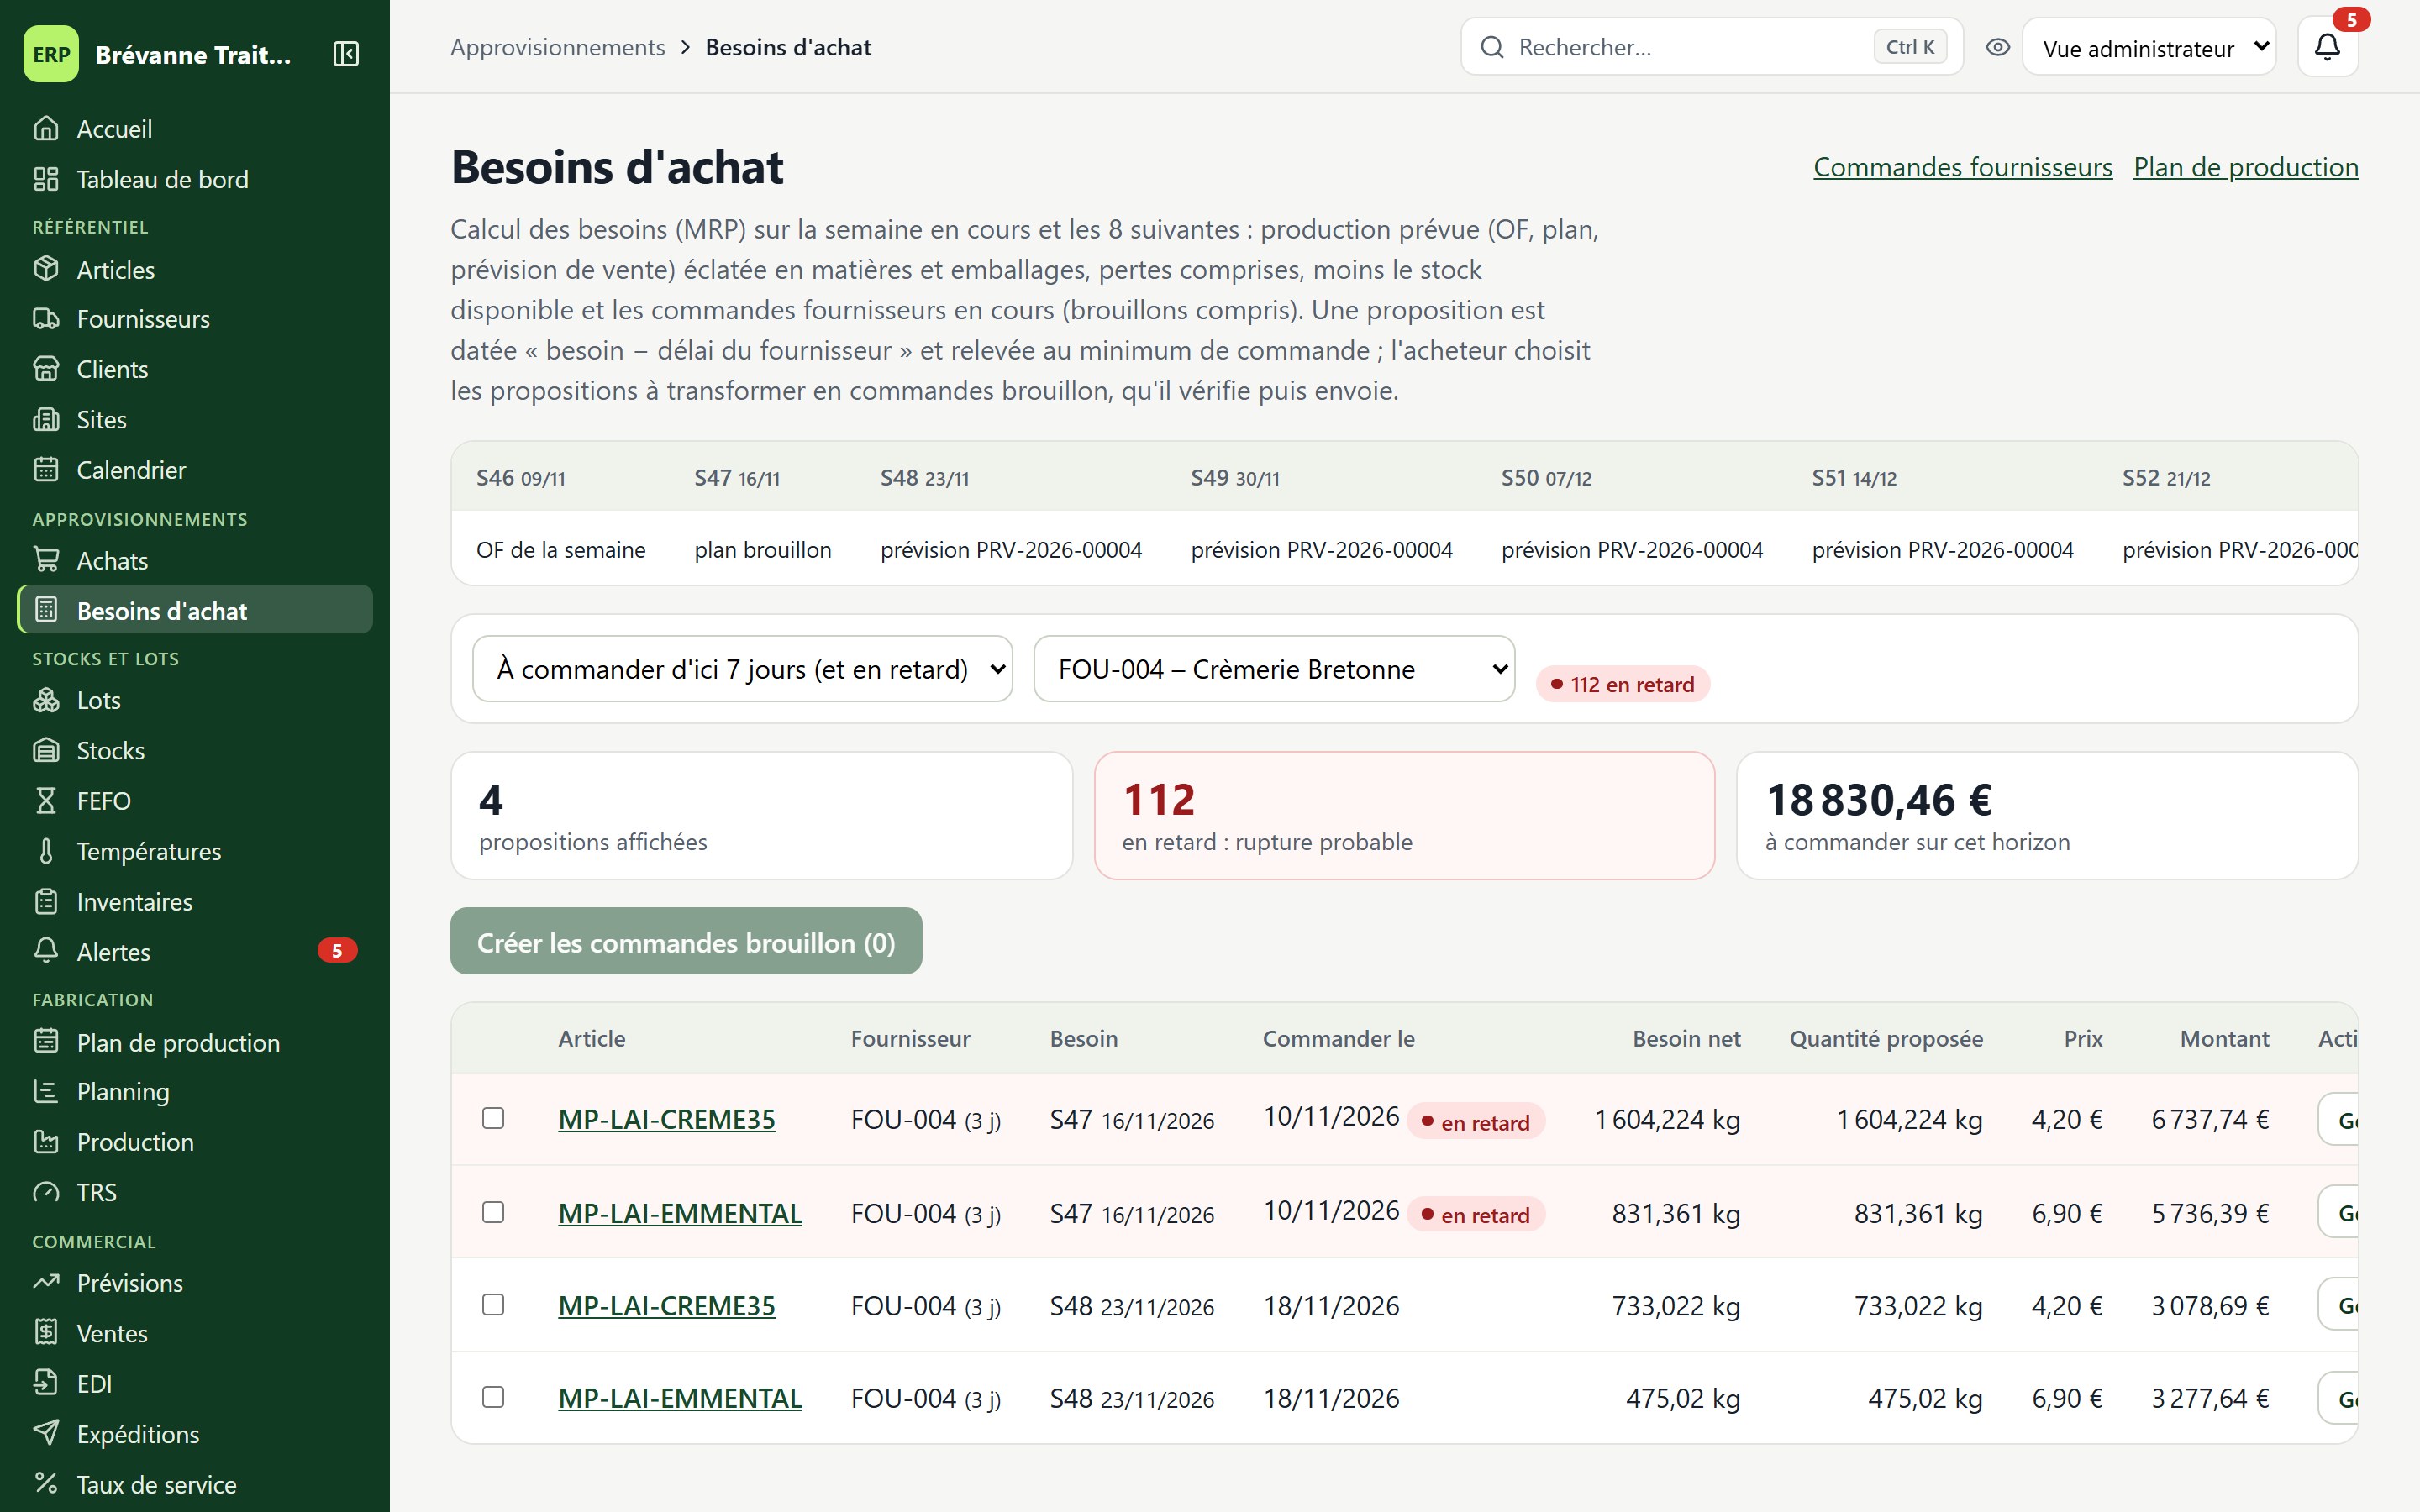 ERP Brévanne Trait...
Accueil
Tableau de bord
RÉFÉRENTIEL
Articles
Fournisseurs
Clients
Sites
Calendrier
APPROVISIONNEMENTS
Achats
Besoins d'achat
STOCKS ET LOTS
Lots
Stocks
FEFO
Températures
Inventaires
Alertes 5
FABRICATION
Plan de production
Planning
Production
TRS
COMMERCIAL
Prévisions
Ventes
EDI
Expéditions
Taux de service
Approvisionnements > Besoins d'achat
Rechercher... Ctrl K
Vue administrateur
5
Besoins d'achat
Commandes fournisseurs Plan de production
Calcul des besoins (MRP) sur la semaine en cours et les 8 suivantes : production prévue (OF, plan,
prévision de vente) éclatée en matières et emballages, pertes comprises, moins le stock
disponible et les commandes fournisseurs en cours (brouillons compris). Une proposition est
datée « besoin – délai du fournisseur » et relevée au minimum de commande ; l'acheteur choisit
les propositions à transformer en commandes brouillon, qu'il vérifie puis envoie.
S46 09/11 S47 16/11 S48 23/11 S49 30/11 S50 07/12 S51 14/12 S52 21/12
OF de la semaine plan brouillon prévision PRV-2026-00004 prévision PRV-2026-00004 prévision PRV-2026-00004 prévision PRV-2026-00004 prévision PRV-2026-000
À commander d'ici 7 jours (et en retard) FOU-004 – Crèmerie Bretonne 112 en retard
4
propositions affichées
112
en retard : rupture probable
18 830,46 €
à commander sur cet horizon
Créer les commandes brouillon (0)
Article Fournisseur Besoin Commander le Besoin net Quantité proposée Prix Montant Acti
MP-LAI-CREME35 FOU-004 (3 j) S47 16/11/2026 10/11/2026 en retard 1 604,224 kg 1 604,224 kg 4,20 € 6 737,74 € Ge
MP-LAI-EMMENTAL FOU-004 (3 j) S47 16/11/2026 10/11/2026 en retard 831,361 kg 831,361 kg 6,90 € 5 736,39 € Ge
MP-LAI-CREME35 FOU-004 (3 j) S48 23/11/2026 18/11/2026 733,022 kg 733,022 kg 4,20 € 3 078,69 € Ge
MP-LAI-EMMENTAL FOU-004 (3 j) S48 23/11/2026 18/11/2026 475,02 kg 475,02 kg 6,90 € 3 277,64 € Ge